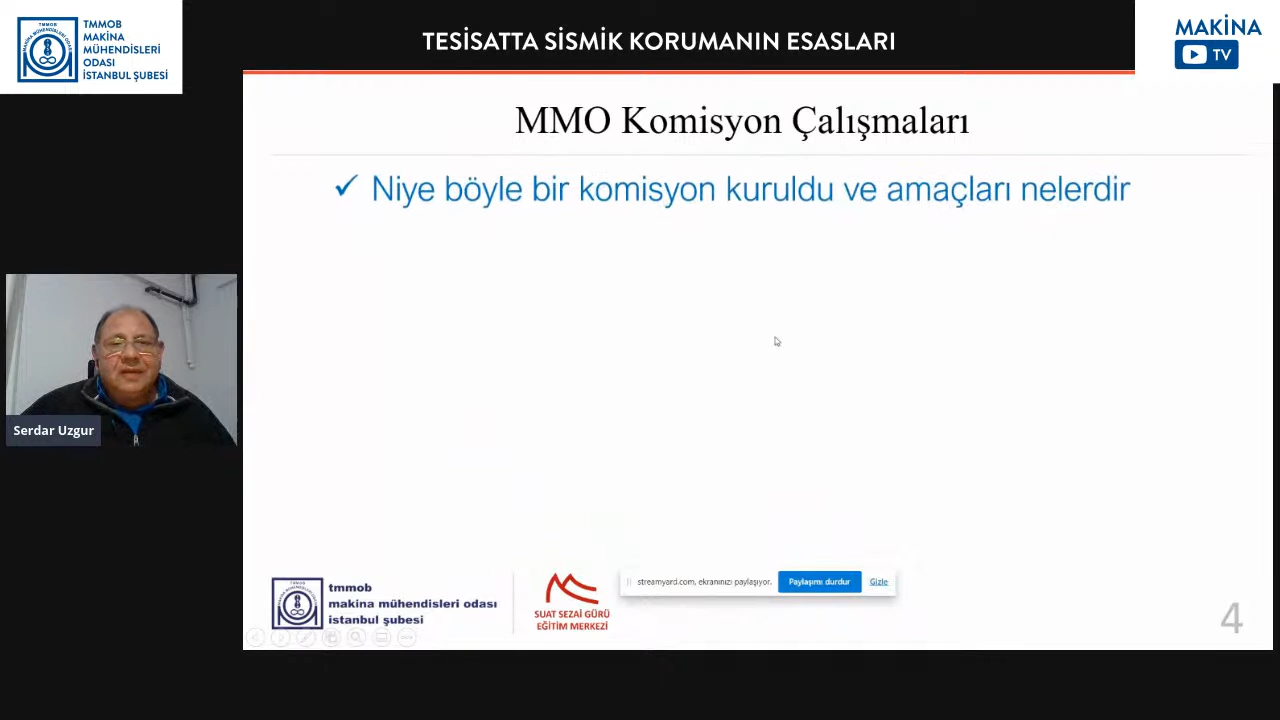 TMMOB
MAKİNA
MÜHENDİSLERİ
ODASI
İSTANBUL ŞUBESİ
TESİSATTA SİSMİK KORUMANIN ESASLARI
MAKİNA
TV
MMO Komisyon Çalışmaları
✓ Niye böyle bir komisyon kuruldu ve amaçları nelerdir
Serdar Uzgur
tmmob
makina mühendisleri odası
istanbul şubesi
SUAT SEZAİ GÜRÜ
EĞİTİM MERKEZİ
streamyard.com, ekranınızı paylaşıyor.
Paylaşımı durdur
Gizle
4